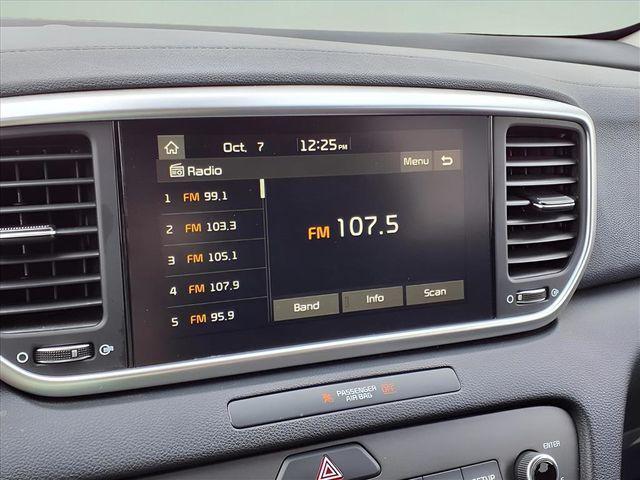 Oct. 7 12:25 PM
Radio Menu
1 FM 99.1
2 FM 103.3
3 FM 105.1
4 FM 107.9
5 FM 95.9
FM 107.5
Band Info Scan
PASSENGER AIR BAG OFF
ENTER
SETUP